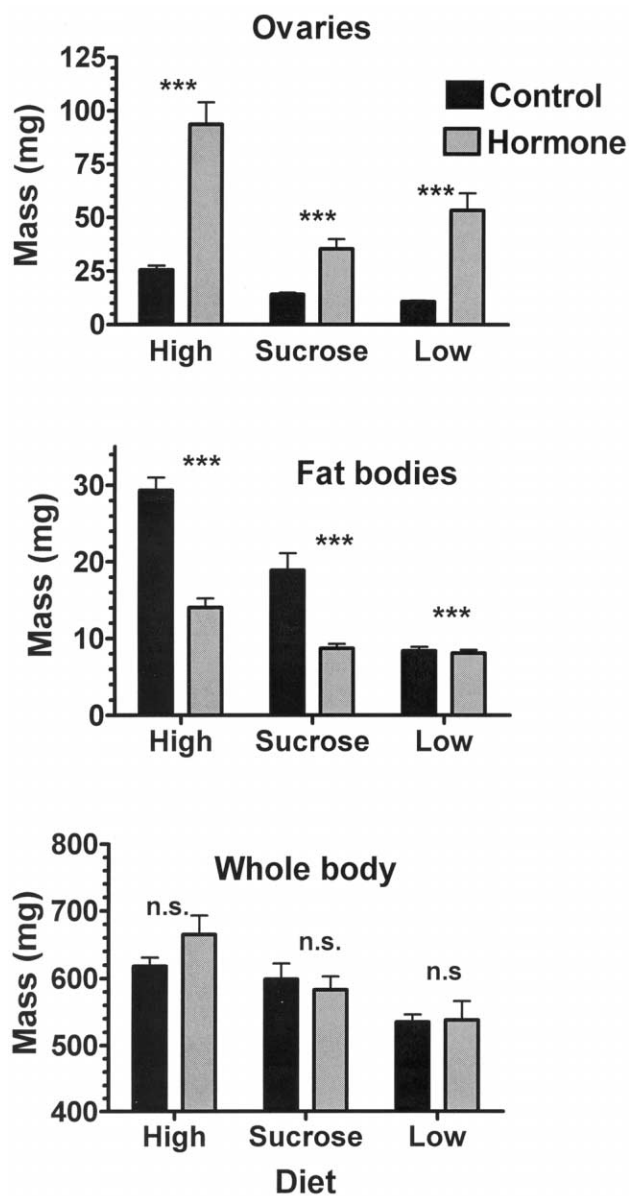 Ovaries
Mass (mg)
125
100
75
50
25
0
***
***
***
Control
Hormone
High Sucrose Low
Fat bodies
Mass (mg)
30
20
10
0
***
***
***
High Sucrose Low
Whole body
Mass (mg)
800
700
600
500
400
n.s.
n.s.
n.s
High Sucrose Low
Diet